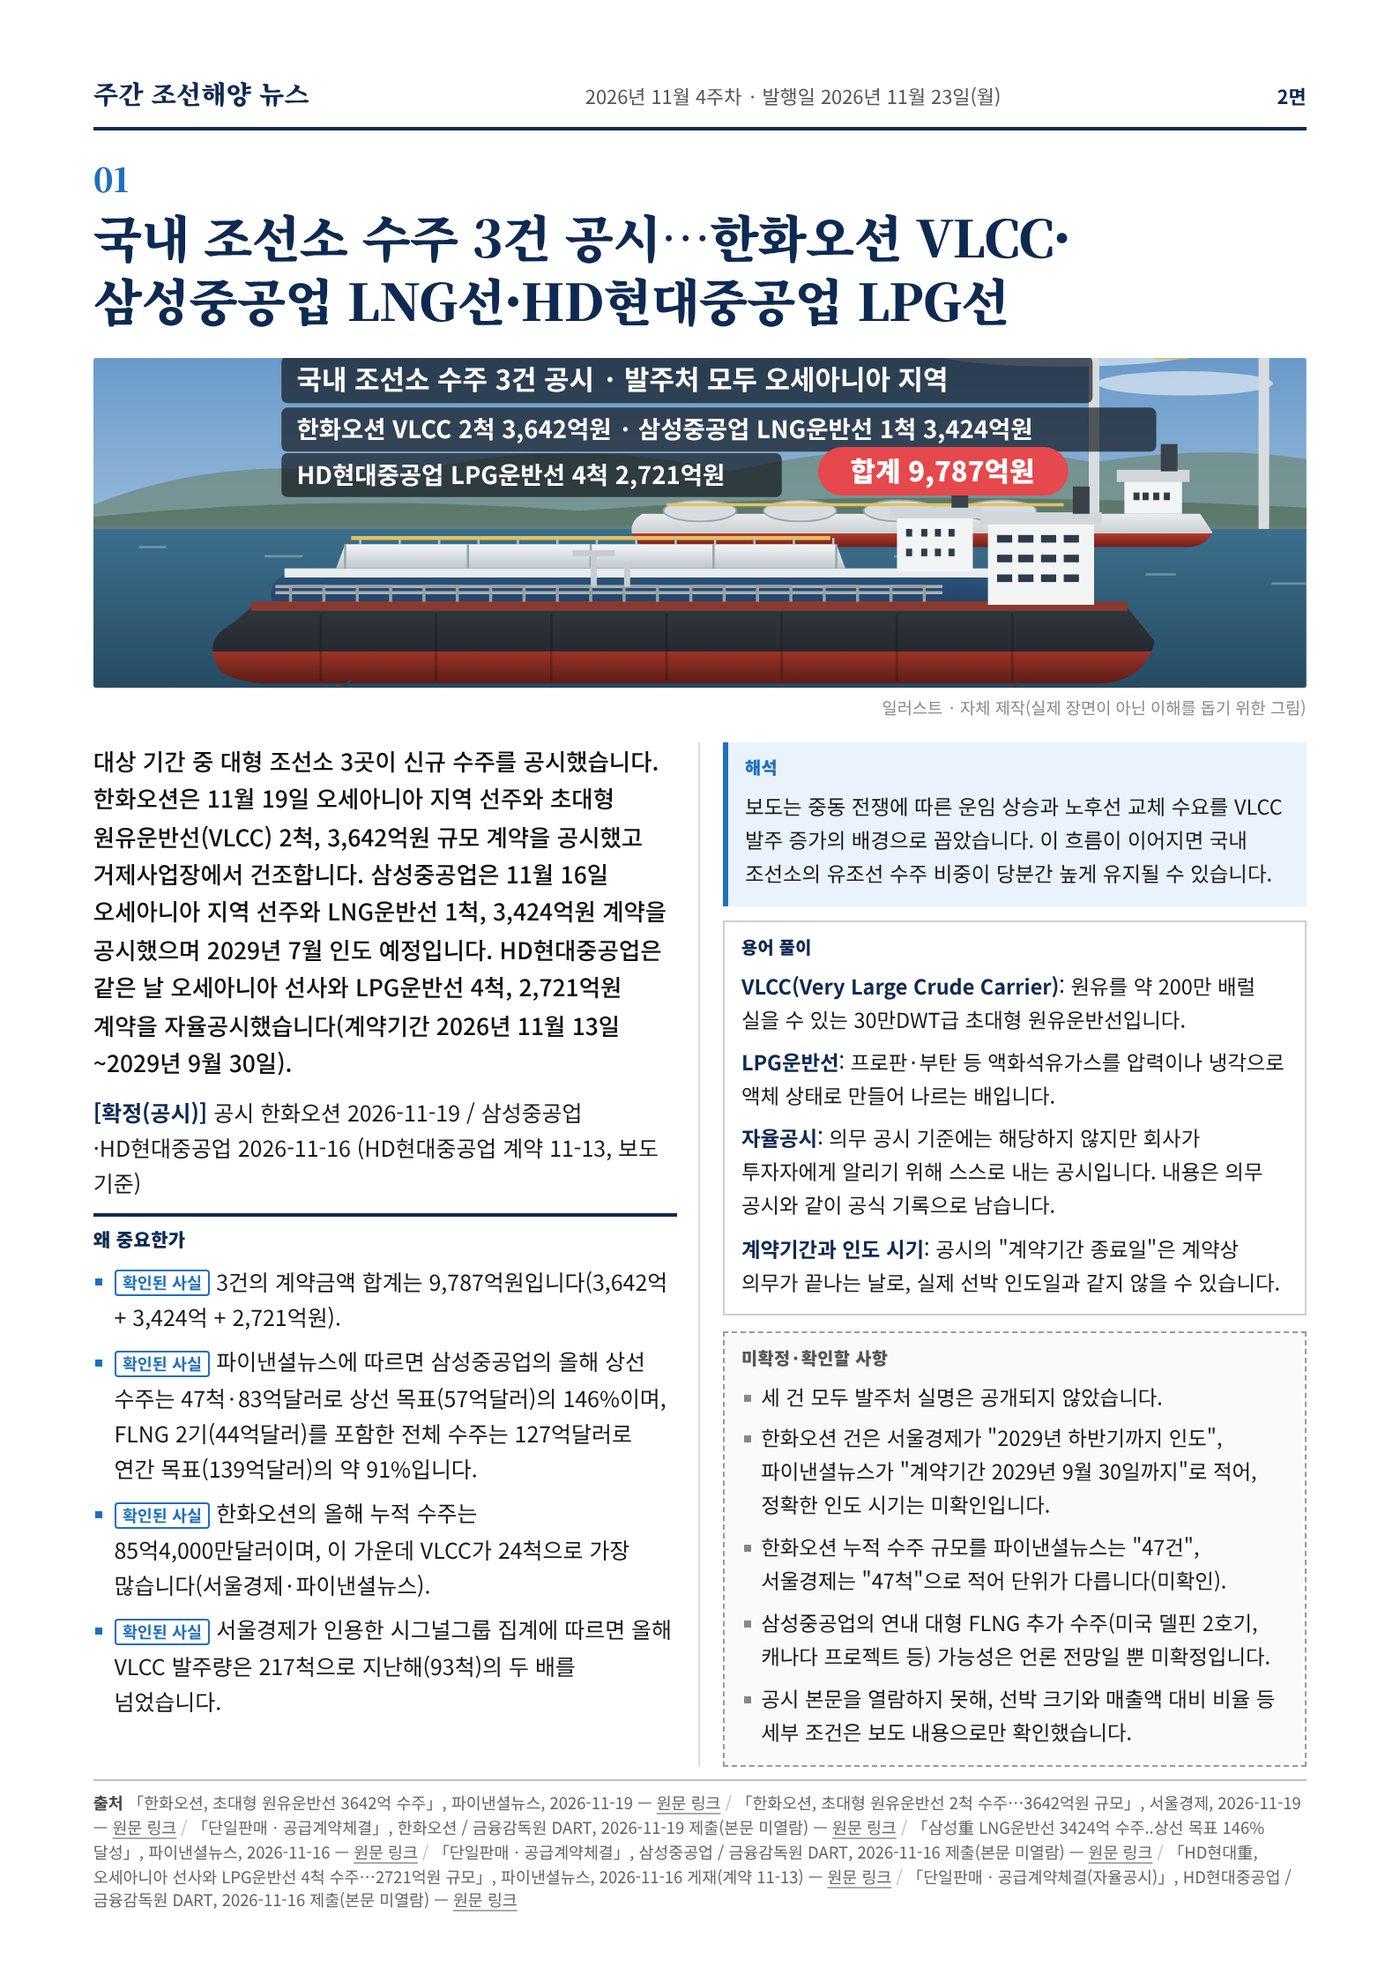 주간 조선해양 뉴스
2026년 11월 4주차 · 발행일 2026년 11월 23일(월)
2면
01
국내 조선소 수주 3건 공시…한화오션 VLCC·
삼성중공업 LNG선·HD현대중공업 LPG선
국내 조선소 수주 3건 공시 · 발주처 모두 오세아니아 지역
한화오션 VLCC 2척 3,642억원 · 삼성중공업 LNG운반선 1척 3,424억원
HD현대중공업 LPG운반선 4척 2,721억원
합계 9,787억원
일러스트 · 자체 제작(실제 장면이 아닌 이해를 돕기 위한 그림)
대상 기간 중 대형 조선소 3곳이 신규 수주를 공시했습니다.
한화오션은 11월 19일 오세아니아 지역 선주와 초대형
원유운반선(VLCC) 2척, 3,642억원 규모 계약을 공시했고
거제사업장에서 건조합니다. 삼성중공업은 11월 16일
오세아니아 지역 선주와 LNG운반선 1척, 3,424억원 계약을
공시했으며 2029년 7월 인도 예정입니다. HD현대중공업은
같은 날 오세아니아 선사와 LPG운반선 4척, 2,721억원
계약을 자율공시했습니다(계약기간 2026년 11월 13일
~2029년 9월 30일).
[확정(공시)] 공시 한화오션 2026-11-19 / 삼성중공업
·HD현대중공업 2026-11-16 (HD현대중공업 계약 11-13, 보도
기준)
왜 중요한가
▪ 확인된 사실 3건의 계약금액 합계는 9,787억원입니다(3,642억
+ 3,424억 + 2,721억원).
▪ 확인된 사실 파이낸셜뉴스에 따르면 삼성중공업의 올해 상선
수주는 47척·83억달러로 상선 목표(57억달러)의 146%이며,
FLNG 2기(44억달러)를 포함한 전체 수주는 127억달러로
연간 목표(139억달러)의 약 91%입니다.
▪ 확인된 사실 한화오션의 올해 누적 수주는
85억4,000만달러이며, 이 가운데 VLCC가 24척으로 가장
많습니다(서울경제·파이낸셜뉴스).
▪ 확인된 사실 서울경제가 인용한 시그널그룹 집계에 따르면 올해
VLCC 발주량은 217척으로 지난해(93척)의 두 배를
넘었습니다.
해석
보도는 중동 전쟁에 따른 운임 상승과 노후선 교체 수요를 VLCC
발주 증가의 배경으로 꼽았습니다. 이 흐름이 이어지면 국내
조선소의 유조선 수주 비중이 당분간 높게 유지될 수 있습니다.
용어 풀이
VLCC(Very Large Crude Carrier): 원유를 약 200만 배럴
실을 수 있는 30만DWT급 초대형 원유운반선입니다.
LPG운반선: 프로판·부탄 등 액화석유가스를 압력이나 냉각으로
액체 상태로 만들어 나르는 배입니다.
자율공시: 의무 공시 기준에는 해당하지 않지만 회사가
투자자에게 알리기 위해 스스로 내는 공시입니다. 내용은 의무
공시와 같이 공식 기록으로 남습니다.
계약기간과 인도 시기: 공시의 "계약기간 종료일"은 계약상
의무가 끝나는 날로, 실제 선박 인도일과 같지 않을 수 있습니다.
미확정·확인할 사항
▪ 세 건 모두 발주처 실명은 공개되지 않았습니다.
▪ 한화오션 건은 서울경제가 "2029년 하반기까지 인도",
파이낸셜뉴스가 "계약기간 2029년 9월 30일까지"로 적어,
정확한 인도 시기는 미확인입니다.
▪ 한화오션 누적 수주 규모를 파이낸셜뉴스는 "47건",
서울경제는 "47척"으로 적어 단위가 다릅니다(미확인).
▪ 삼성중공업의 연내 대형 FLNG 추가 수주(미국 델핀 2호기,
캐나다 프로젝트 등) 가능성은 언론 전망일 뿐 미확정입니다.
▪ 공시 본문을 열람하지 못해, 선박 크기와 매출액 대비 비율 등
세부 조건은 보도 내용으로만 확인했습니다.
출처 「한화오션, 초대형 원유운반선 3642억 수주」, 파이낸셜뉴스, 2026-11-19 — 원문 링크 / 「한화오션, 초대형 원유운반선 2척 수주…3642억원 규모」, 서울경제, 2026-11-19
— 원문 링크 / 「단일판매ㆍ공급계약체결」, 한화오션 / 금융감독원 DART, 2026-11-19 제출(본문 미열람) — 원문 링크 / 「삼성重 LNG운반선 3424억 수주..상선 목표 146%
달성」, 파이낸셜뉴스, 2026-11-16 — 원문 링크 / 「단일판매ㆍ공급계약체결」, 삼성중공업 / 금융감독원 DART, 2026-11-16 제출(본문 미열람) — 원문 링크 / 「HD현대重,
오세아니아 선사와 LPG운반선 4척 수주…2721억원 규모」, 파이낸셜뉴스, 2026-11-16 게재(계약 11-13) — 원문 링크 / 「단일판매ㆍ공급계약체결(자율공시)」, HD현대중공업 /
금융감독원 DART, 2026-11-16 제출(본문 미열람) — 원문 링크